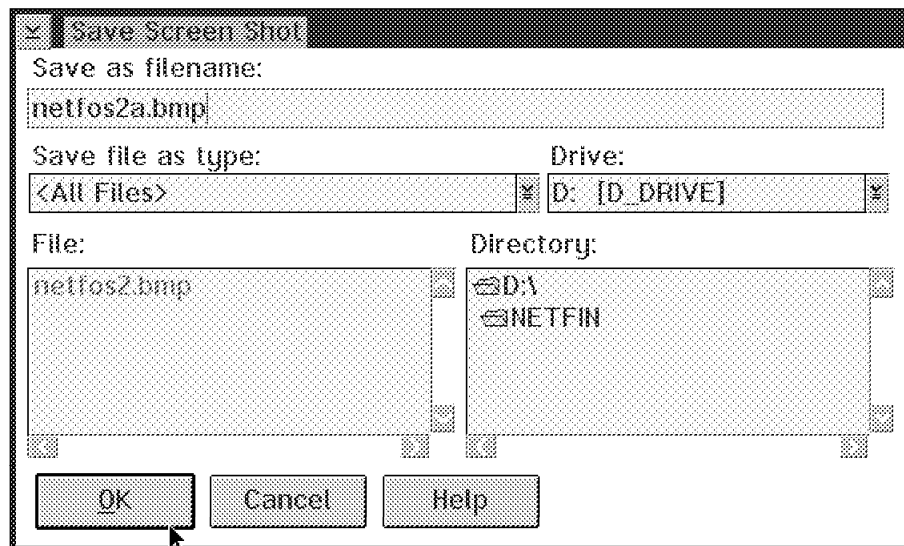 Save Screen Shot
Save as filename:
netfos2a.bmp
Save file as type:
Drive:
<All Files>
D: [D_DRIVE]
File:
Directory:
netfos2.bmp
D:\
NETFIN
OK
Cancel
Help